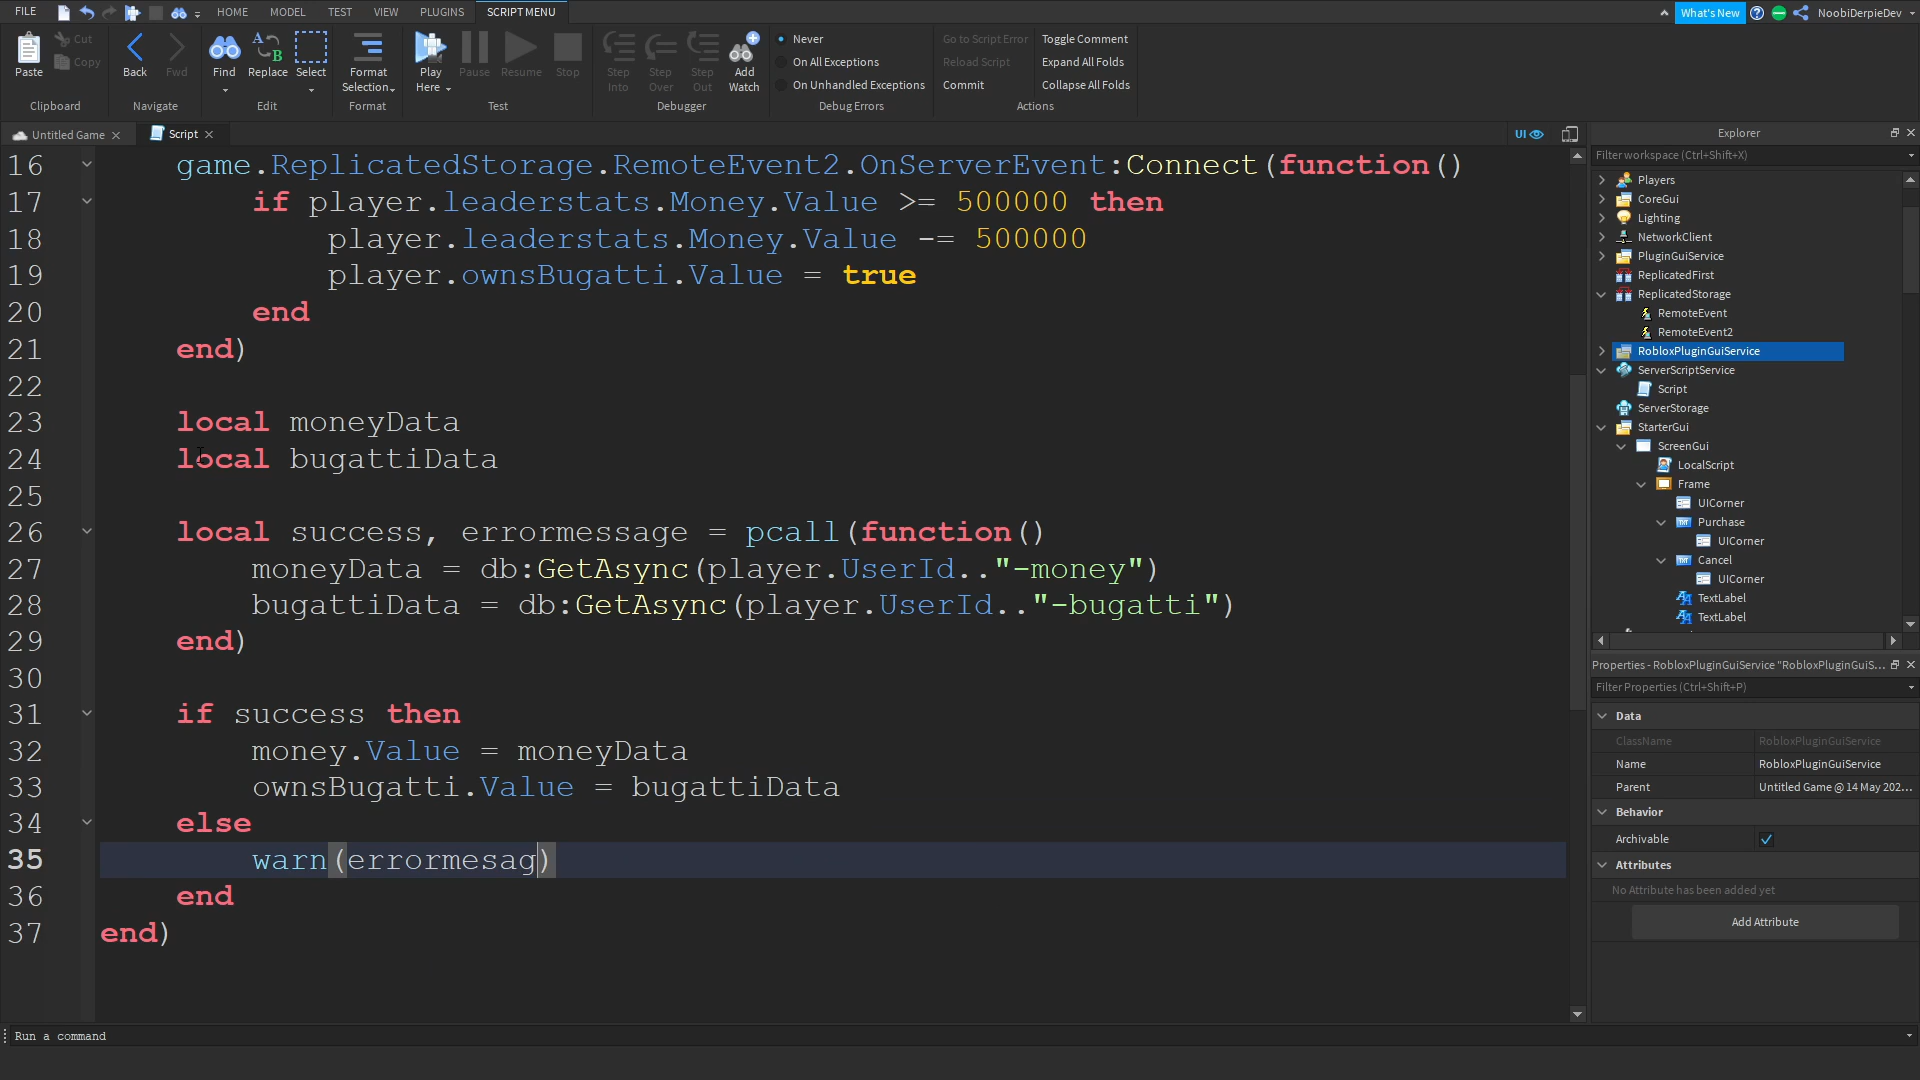 FILE HOME MODEL TEST VIEW PLUGINS SCRIPT MENU What's New NoobiDerpieDev
Paste Cut Copy Back Fwd Find Replace Select Format Selection Play Here Pause Resume Stop Step Into Step Over Step Out Add Watch
Never Go to Script Error Toggle Comment
On All Exceptions Reload Script Expand All Folds
On Unhandled Exceptions Commit Collapse All Folds
Clipboard Navigate Edit Format Test Debugger Debug Errors Actions
Untitled Game Script UI
16 game.ReplicatedStorage.RemoteEvent2.OnServerEvent:Connect(function()
17 if player.leaderstats.Money.Value >= 500000 then
18 player.leaderstats.Money.Value -= 500000
19 player.ownsBugatti.Value = true
20 end
21 end)
22
23 local moneyData
24 local bugattiData
25
26 local success, errormessage = pcall(function()
27 moneyData = db:GetAsync(player.UserId.."-money")
28 bugattiData = db:GetAsync(player.UserId.."-bugatti")
29 end)
30
31 if success then
32 money.Value = moneyData
33 ownsBugatti.Value = bugattiData
34 else
35 warn(errormesag)
36 end
37 end)
Explorer
Filter workspace (Ctrl+Shift+X)
Players
CoreGui
Lighting
NetworkClient
PluginGuiService
ReplicatedFirst
ReplicatedStorage
RemoteEvent
RemoteEvent2
RobloxPluginGuiService
ServerScriptService
Script
ServerStorage
StarterGui
ScreenGui
LocalScript
Frame
UICorner
TXT Purchase
UICorner
TXT Cancel
UICorner
TextLabel
TextLabel
Properties - RobloxPluginGuiService "RobloxPluginGuiS...
Filter Properties (Ctrl+Shift+P)
Data
ClassName RobloxPluginGuiService
Name RobloxPluginGuiService
Parent Untitled Game @ 14 May 202...
Behavior
Archivable
Attributes
No Attribute has been added yet
Add Attribute
Run a command